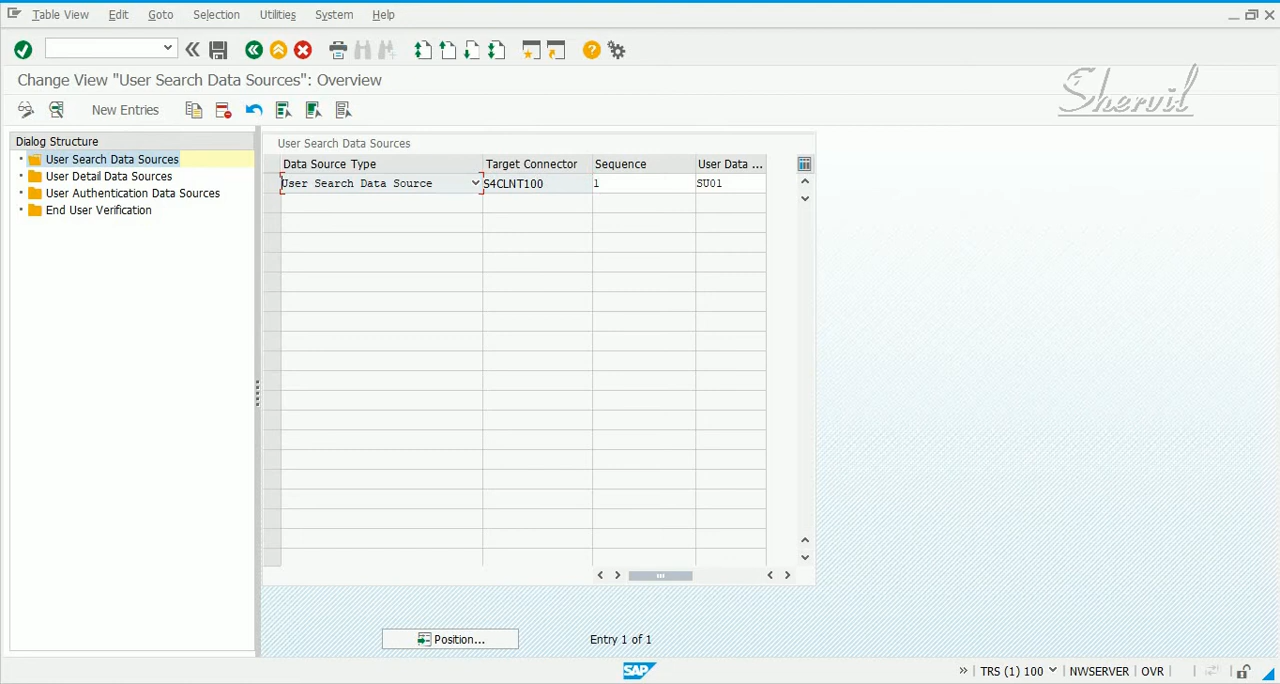 Table View Edit Goto Selection Utilities System Help
Change View "User Search Data Sources": Overview
Shervil
New Entries
Dialog Structure
User Search Data Sources
User Detail Data Sources
User Authentication Data Sources
End User Verification
User Search Data Sources
Data Source Type Target Connector Sequence User Data ...
User Search Data Source S4CLNT100 1 SU01
Position... Entry 1 of 1
SAP TRS (1) 100 NWSERVER OVR